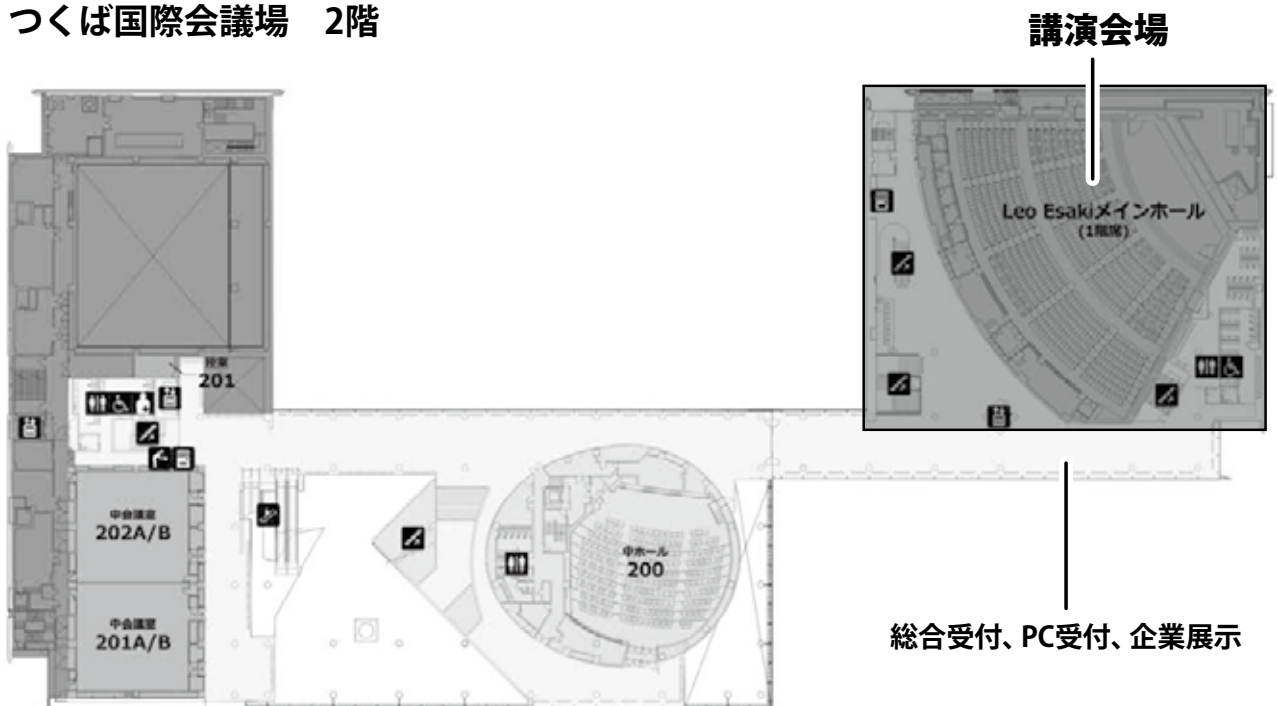 つくば国際会議場　2階
講演会場
Leo Esakiメインホール
(1階席)
控室
201
中会議室
202A/B
中ホール
200
中会議室
201A/B
総合受付、PC受付、企業展示